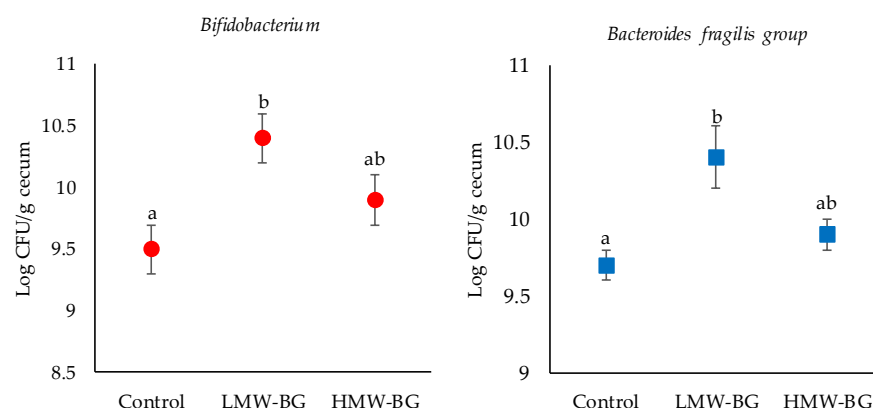 Bifidobacterium
Log CFU/g cecum
11
10.5
10
9.5
9
8.5
a
b
ab
Control LMW-BG HMW-BG
Bacteroides fragilis group
Log CFU/g cecum
11
10.5
10
9.5
9
a
b
ab
Control LMW-BG HMW-BG